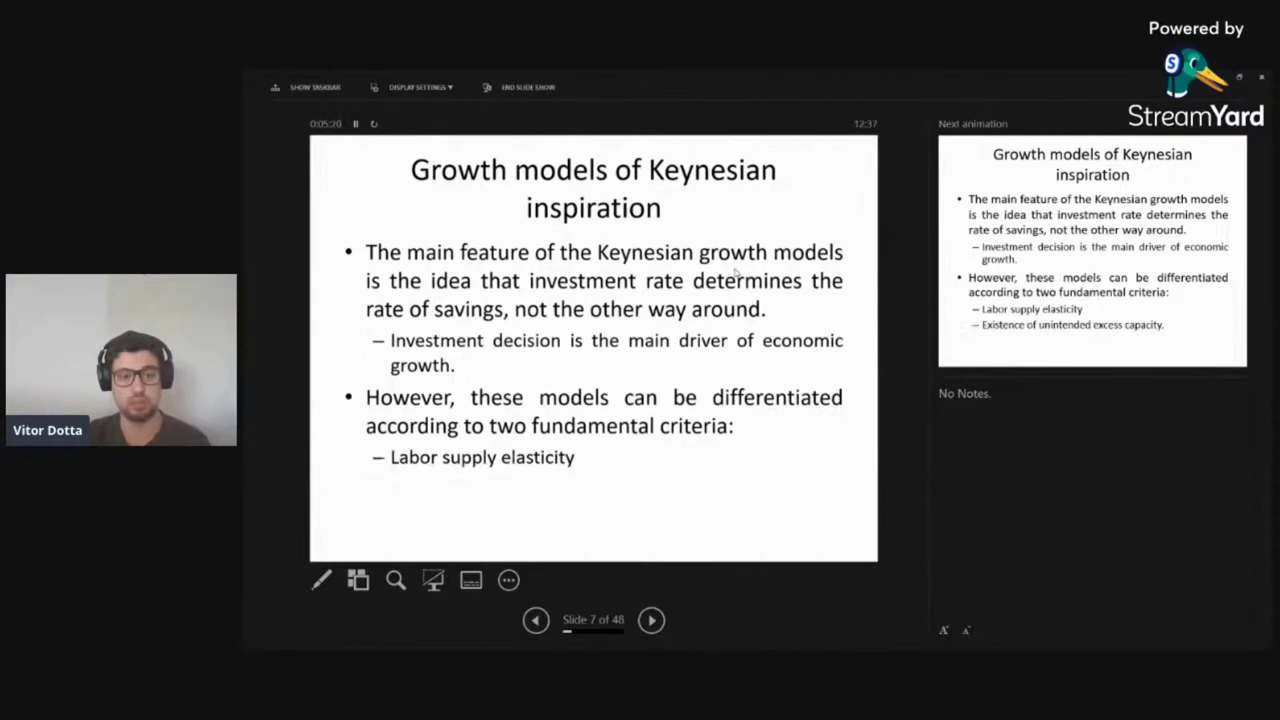 Powered by
StreamYard
SHOW TASKBAR
DISPLAY SETTINGS
END SLIDE SHOW
0:05:20
12:37
Growth models of Keynesian
inspiration
• The main feature of the Keynesian growth models
is the idea that investment rate determines the
rate of savings, not the other way around.
– Investment decision is the main driver of economic
growth.
• However, these models can be differentiated
according to two fundamental criteria:
– Labor supply elasticity
Slide 7 of 48
Next animation
Growth models of Keynesian
inspiration
• The main feature of the Keynesian growth models
is the idea that investment rate determines the
rate of savings, not the other way around.
– Investment decision is the main driver of economic
growth.
• However, these models can be differentiated
according to two fundamental criteria:
– Labor supply elasticity
– Existence of unintended excess capacity.
No Notes.
A A
Vitor Dotta